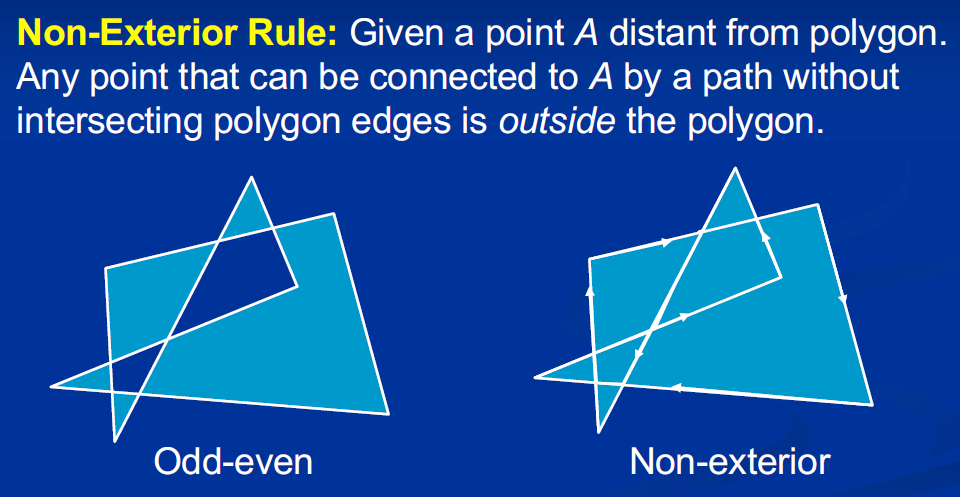 Non-Exterior Rule: Given a point A distant from polygon.
Any point that can be connected to A by a path without
intersecting polygon edges is outside the polygon.
Odd-even
Non-exterior